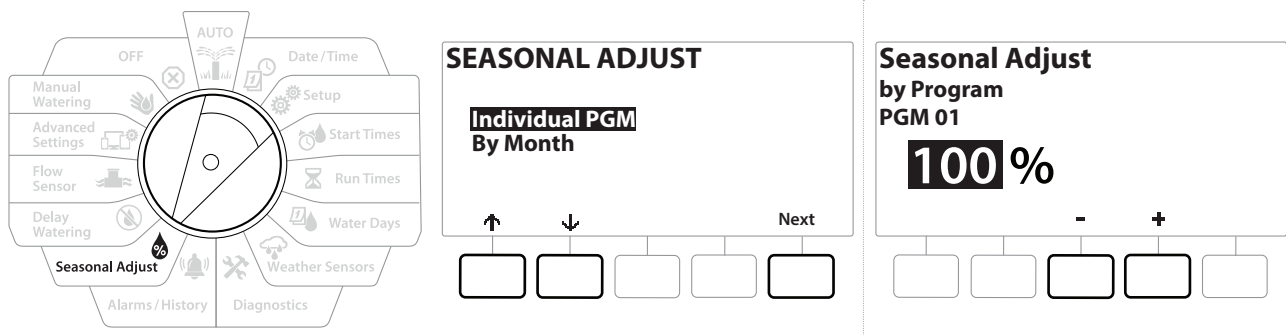 AUTO
Date/Time
Setup
Start Times
Run Times
Water Days
Weather Sensors
Diagnostics
Alarms/History
Seasonal Adjust
%
Delay
Watering
Flow
Sensor
Advanced
Settings
Manual
Watering
OFF
SEASONAL ADJUST
Individual PGM
By Month
↑ ↓ Next
Seasonal Adjust
by Program
PGM 01
100 %
- +